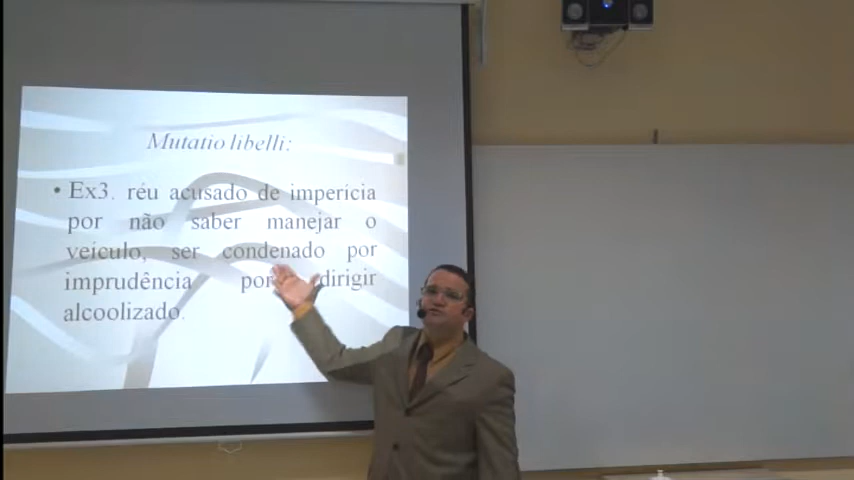 Mutatio libelli:
• Ex3. réu acusado de imperícia
por não saber manejar o
veículo, ser condenado por
imprudência por dirigir
alcoolizado.